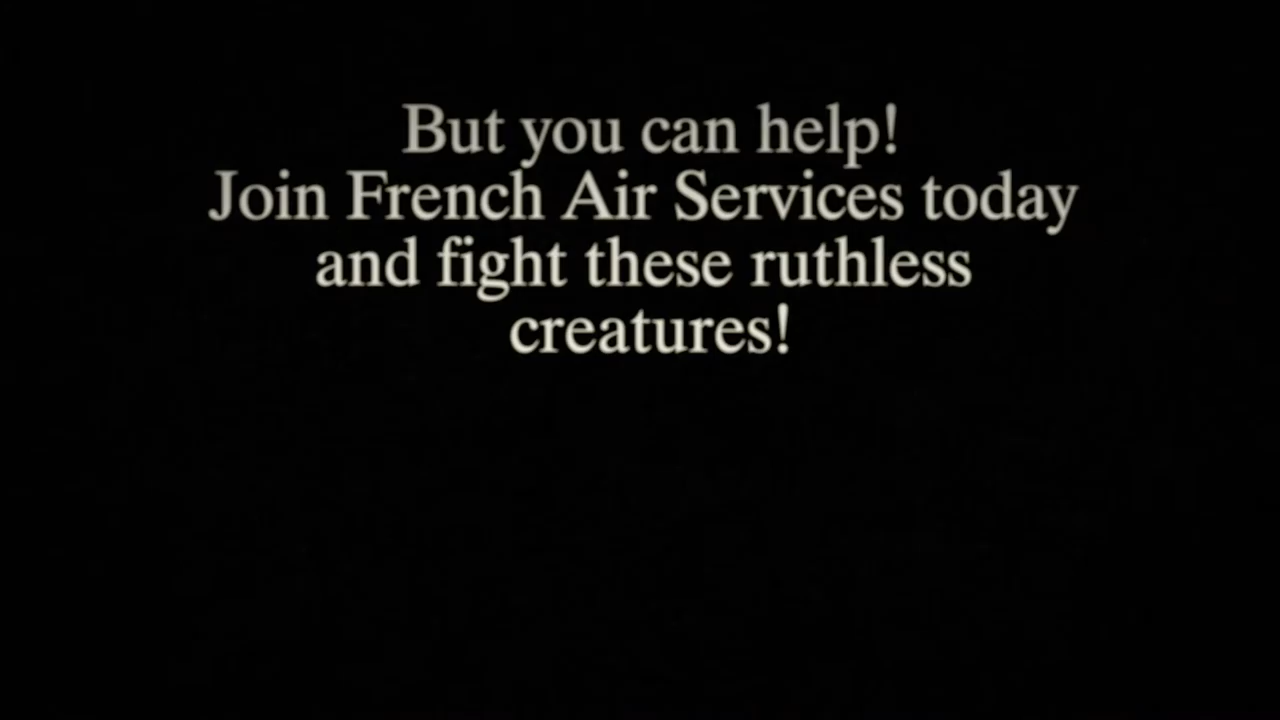 But you can help!
Join French Air Services today
and fight these ruthless
creatures!